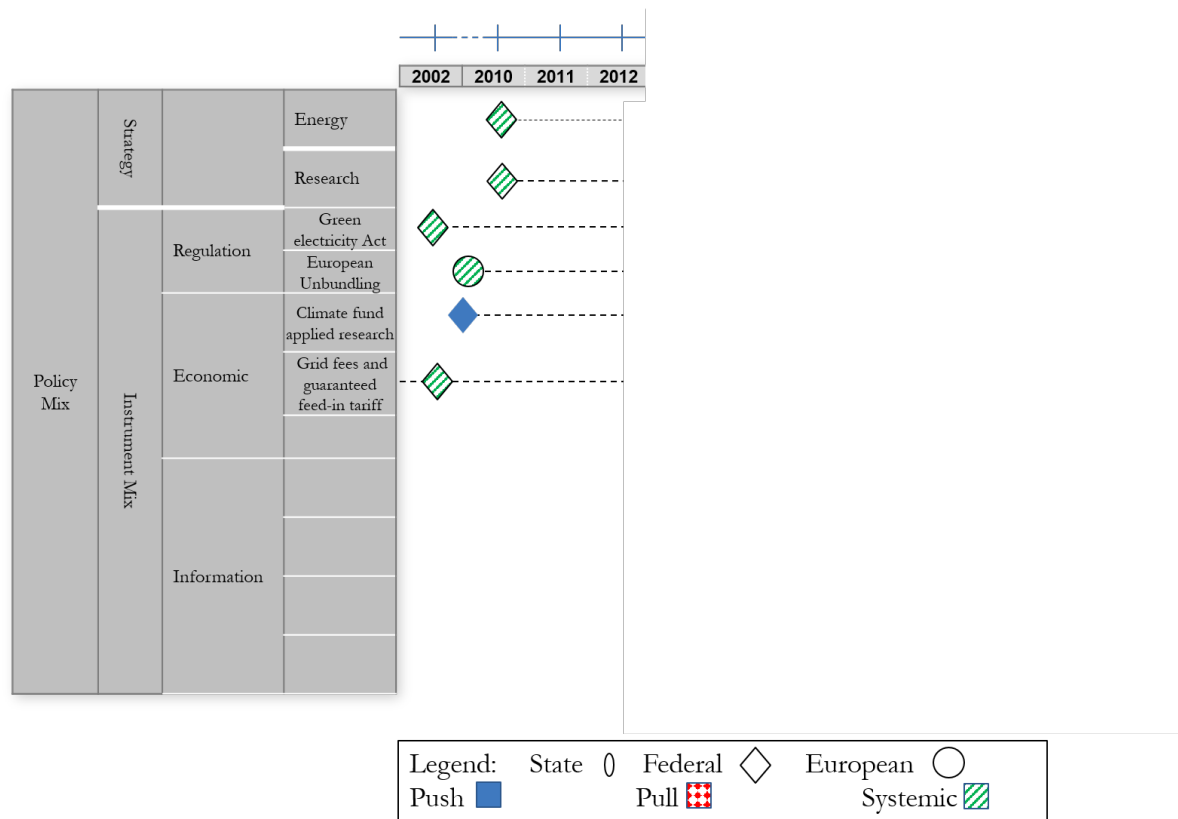 2002 2010 2011 2012
Policy
Mix
Strategy
Energy
Research
Instrument Mix
Regulation
Green
electricity Act
European
Unbundling
Economic
Climate fund
applied research
Grid fees and
guaranteed
feed-in tariff
Information
Legend: State Federal European
Push Pull Systemic